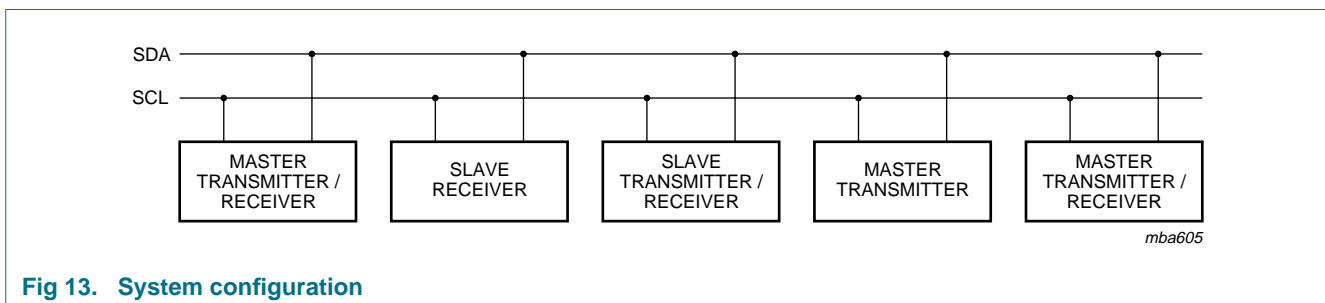 SDA
SCL
MASTER
TRANSMITTER /
RECEIVER
SLAVE
RECEIVER
SLAVE
TRANSMITTER /
RECEIVER
MASTER
TRANSMITTER
MASTER
TRANSMITTER /
RECEIVER
mba605
Fig 13. System configuration